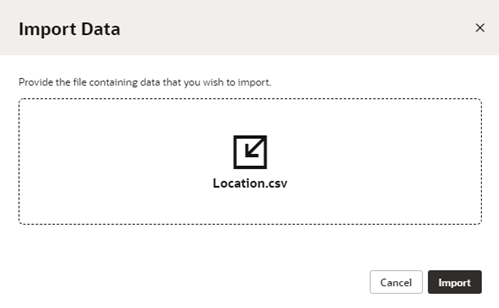 Import Data
Provide the file containing data that you wish to import.
Location.csv
Cancel
Import